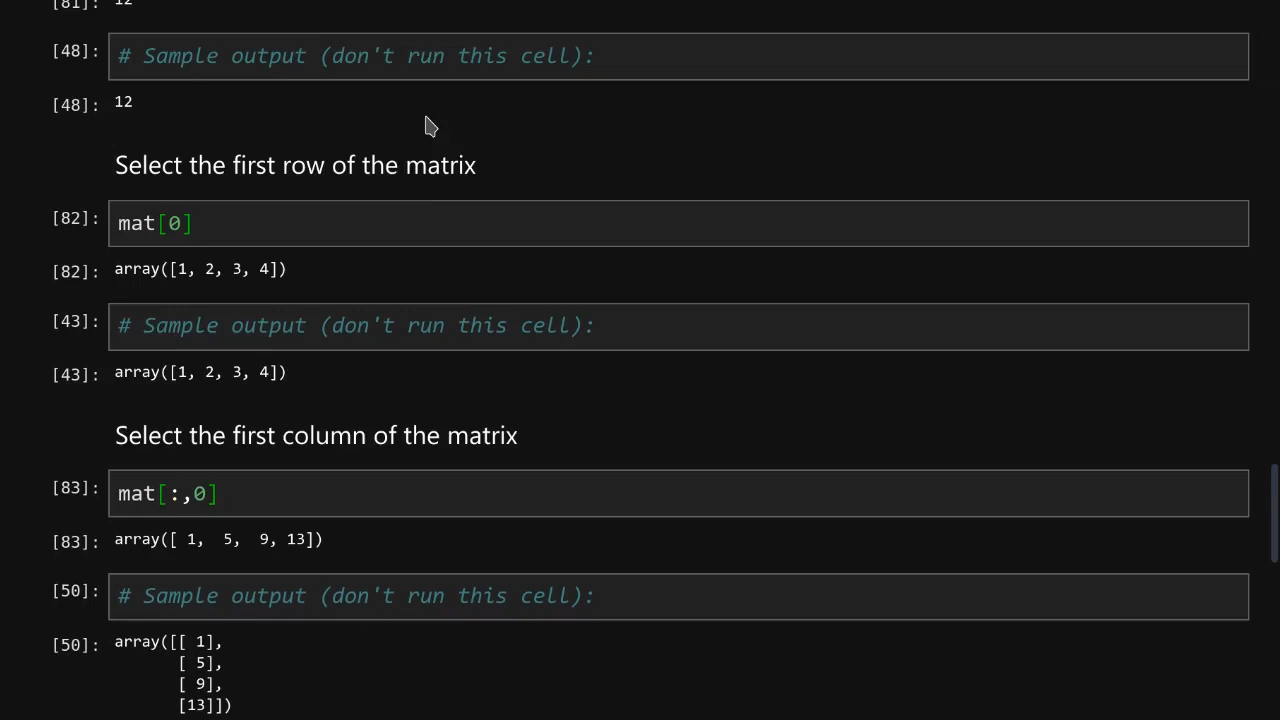 [81]: 12
[48]: # Sample output (don't run this cell):
[48]: 12
Select the first row of the matrix
[82]: mat[0]
[82]: array([1, 2, 3, 4])
[43]: # Sample output (don't run this cell):
[43]: array([1, 2, 3, 4])
Select the first column of the matrix
[83]: mat[:,0]
[83]: array([ 1,  5,  9, 13])
[50]: # Sample output (don't run this cell):
[50]: array([[ 1],
[ 5],
[ 9],
[13]])